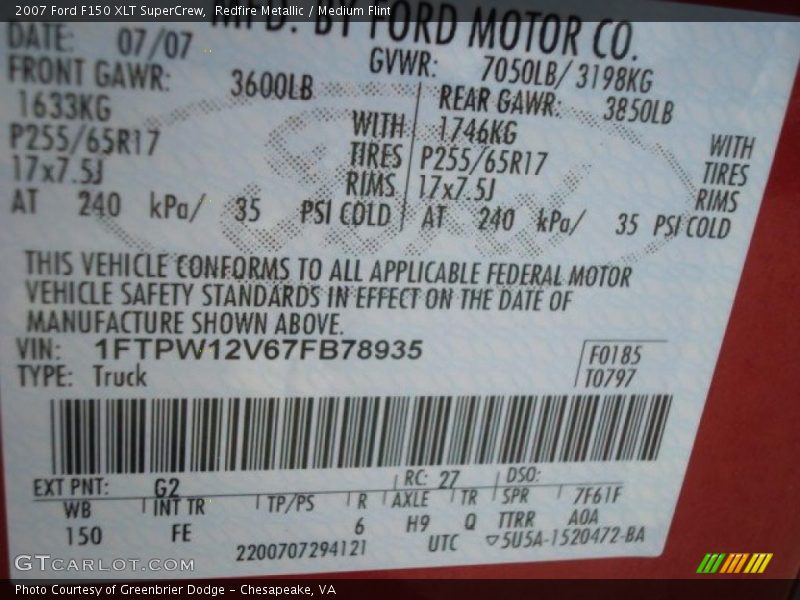 2007 Ford F150 XLT SuperCrew, Redfire Metallic / Medium Flint
MFD. BY FORD MOTOR CO.
DATE: 07/07
GVWR: 7050LB/ 3198KG
FRONT GAWR: 3600LB
REAR GAWR: 3850LB
1633KG WITH
1746KG WITH
P255/65R17 TIRES
P255/65R17 TIRES
17x7.5J RIMS
17x7.5J RIMS
AT 240 kPa/ 35 PSI COLD
AT 240 kPa/ 35 PSI COLD
THIS VEHICLE CONFORMS TO ALL APPLICABLE FEDERAL MOTOR
VEHICLE SAFETY STANDARDS IN EFFECT ON THE DATE OF
MANUFACTURE SHOWN ABOVE.
VIN: 1FTPW12V67FB78935
F0185
TYPE: Truck
T0797
EXT PNT: G2 RC: 27 DSO:
WB INT TR TP/PS R AXLE TR SPR 7F61F
150 FE 6 H9 Q TTRR A0A
2200707294121 UTC ▽5U5A-1520472-BA
GTCarLot.com
Photo Courtesy of Greenbrier Dodge - Chesapeake, VA